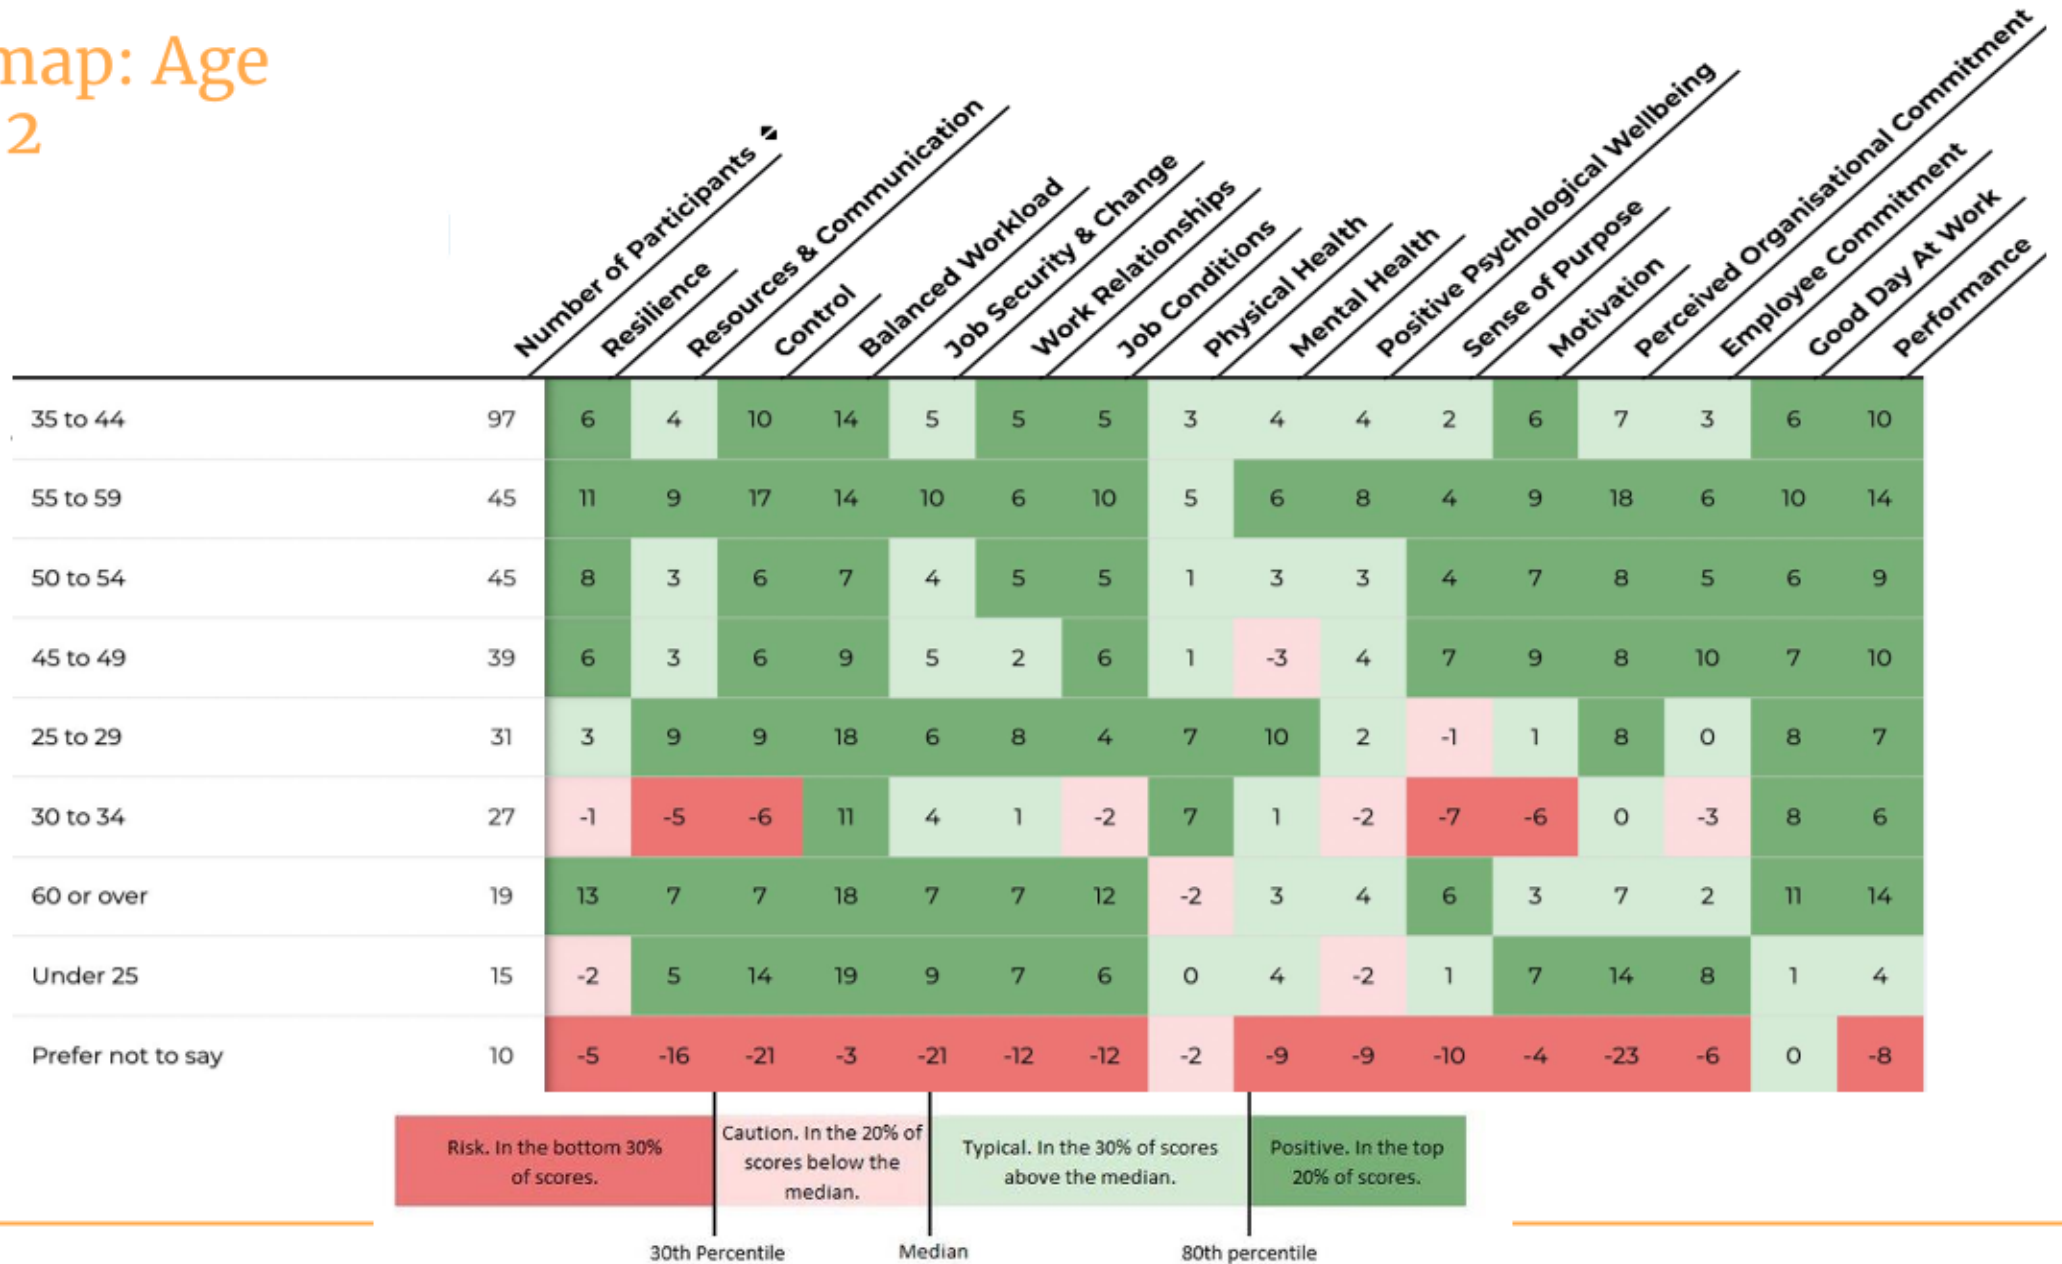 map: Age
2
Number of Participants
Resilience
Resources & Communication
Control
Balanced Workload
Job Security & Change
Work Relationships
Job Conditions
Physical Health
Mental Health
Positive Psychological Wellbeing
Sense of Purpose
Motivation
Perceived Organisational Commitment
Employee Commitment
Good Day At Work
Performance
35 to 44 97 6 4 10 14 5 5 5 3 4 4 2 6 7 3 6 10
55 to 59 45 11 9 17 14 10 6 10 5 6 8 4 9 18 6 10 14
50 to 54 45 8 3 6 7 4 5 5 1 3 3 4 7 8 5 6 9
45 to 49 39 6 3 6 9 5 2 6 1 -3 4 7 9 8 10 7 10
25 to 29 31 3 9 9 18 6 8 4 7 10 2 -1 1 8 0 8 7
30 to 34 27 -1 -5 -6 11 4 1 -2 7 1 -2 -7 -6 0 -3 8 6
60 or over 19 13 7 7 18 7 7 12 -2 3 4 6 3 7 2 11 14
Under 25 15 -2 5 14 19 9 7 6 0 4 -2 1 7 14 8 1 4
Prefer not to say 10 -5 -16 -21 -3 -21 -12 -12 -2 -9 -9 -10 -4 -23 -6 0 -8
Risk. In the bottom 30%
of scores.
Caution. In the 20% of
scores below the
median.
Typical. In the 30% of scores
above the median.
Positive. In the top
20% of scores.
30th Percentile
Median
80th percentile